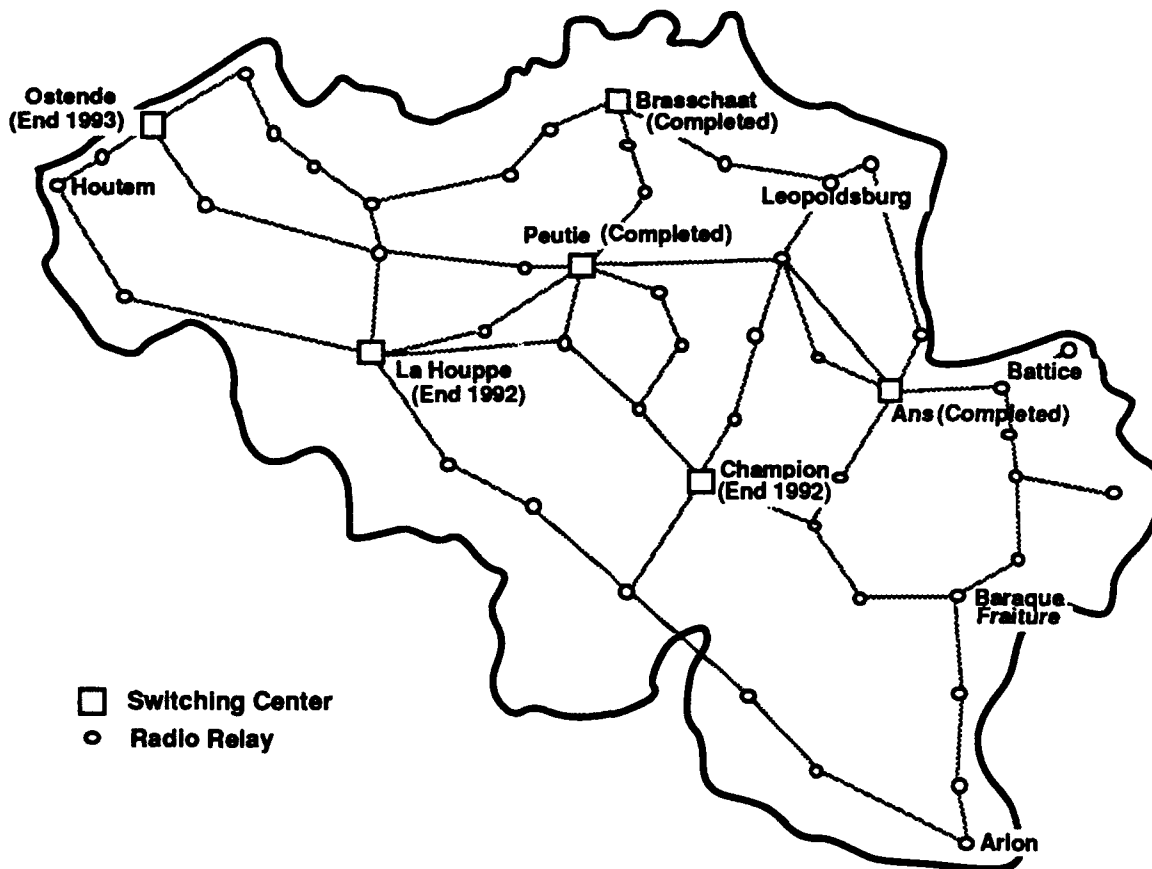 Ostende
(End 1993)
Brasschaat
(Completed)
Houtem
Leopoldsburg
Peutie (Completed)
La Houppe
(End 1992)
Battice
Ans (Completed)
Champion
(End 1992)
Baraque
Fraiture
Switching Center
Radio Relay
Arlon